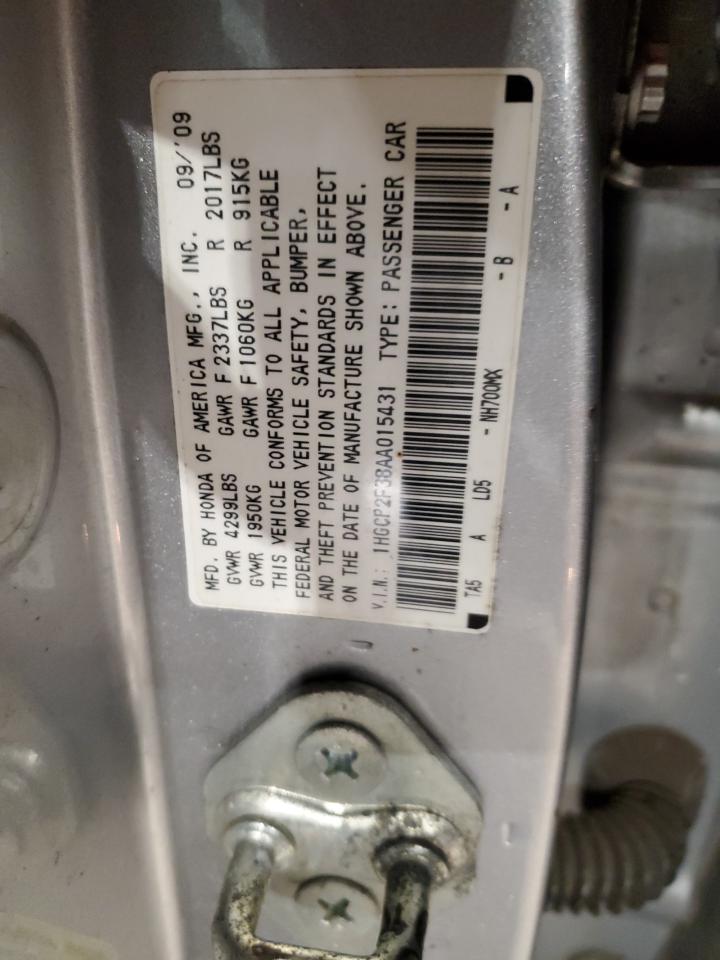 MFD. BY HONDA OF AMERICA MFG., INC. 09/'09
GVWR 4299LBS GAWR F 2337LBS R 2017LBS
GVWR 1950KG GAWR F 1060KG R 915KG
THIS VEHICLE CONFORMS TO ALL APPLICABLE
FEDERAL MOTOR VEHICLE SAFETY, BUMPER,
AND THEFT PREVENTION STANDARDS IN EFFECT
ON THE DATE OF MANUFACTURE SHOWN ABOVE.
V.I.N.: 1HGCP2F38AA015431 TYPE: PASSENGER CAR
TA5 A LD5 - NH700MX - B - A